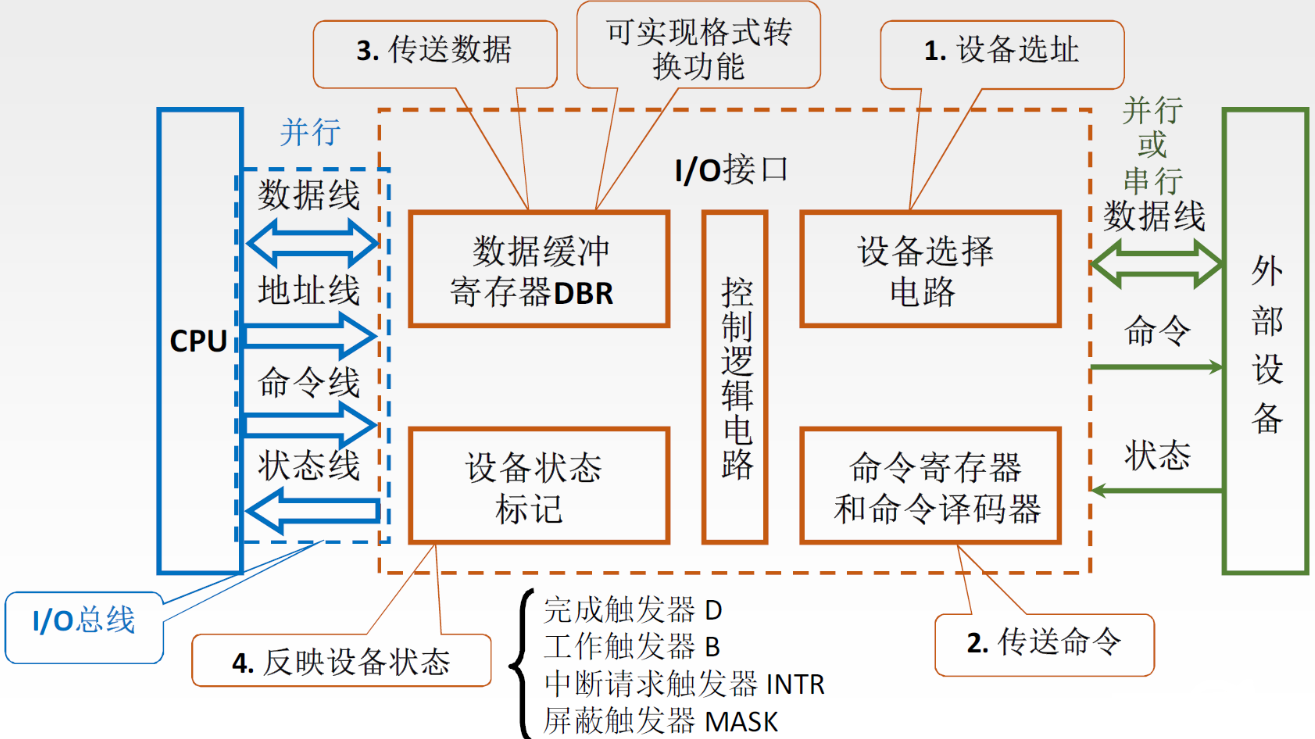 3. 传送数据
可实现格式转
换功能
1. 设备选址
并行
I/O接口
并行
或
串行
数据线
数据线
地址线
命令线
状态线
CPU
数据缓冲
寄存器DBR
控
制
逻
辑
电
路
设备选择
电路
设备状态
标记
命令寄存器
和命令译码器
命令
状态
外
部
设
备
I/O总线
4. 反映设备状态
完成触发器 D
工作触发器 B
中断请求触发器 INTR
屏蔽触发器 MASK
2. 传送命令